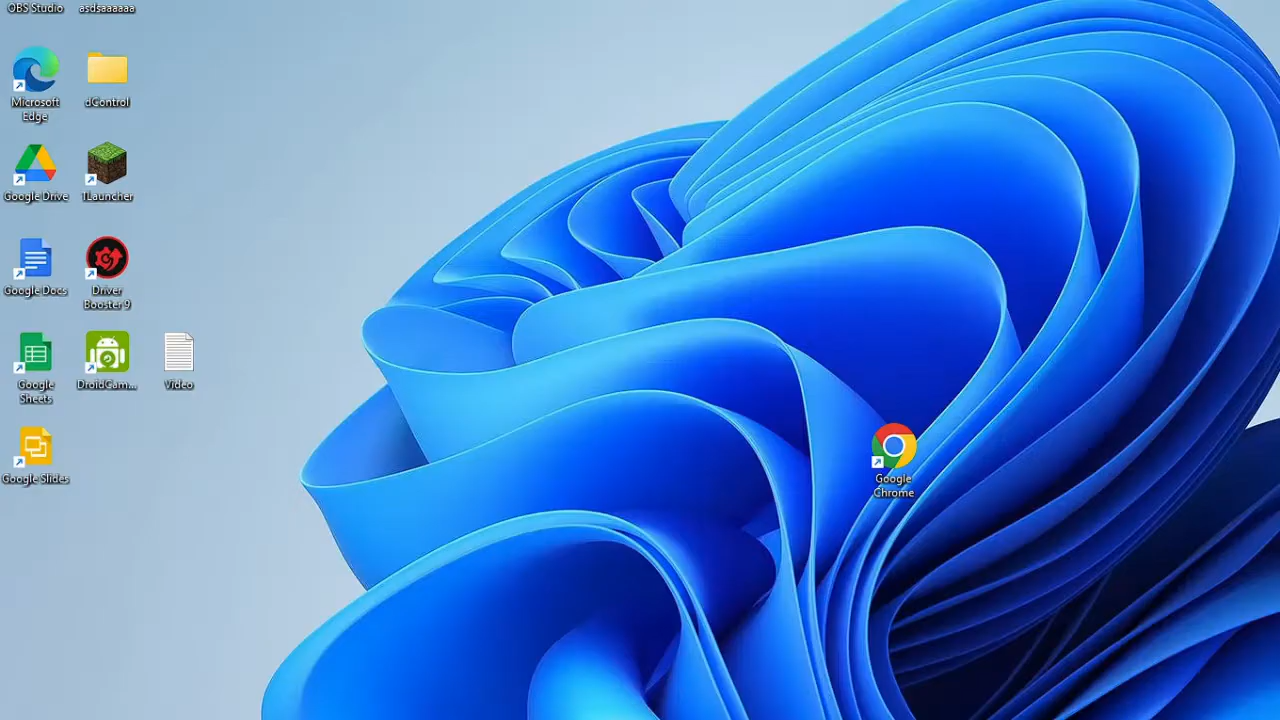 OBS Studio
asdsaaaaaa
Microsoft
Edge
dControl
Google Drive
TLauncher
Google Docs
Driver
Booster 9
Google
Sheets
DroidCam...
Video
Google Slides
Google
Chrome